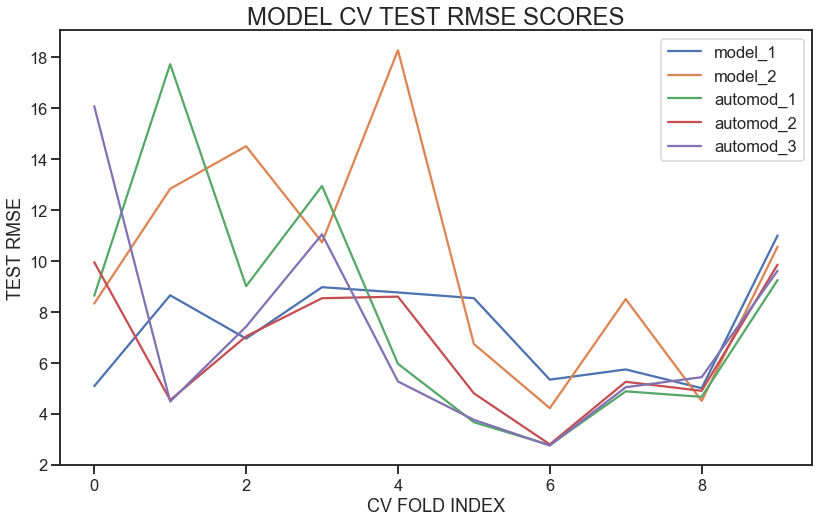 MODEL CV TEST RMSE SCORES
model_1
model_2
automod_1
automod_2
automod_3
TEST RMSE
18
16
14
12
10
8
6
4
2
0 2 4 6 8
CV FOLD INDEX